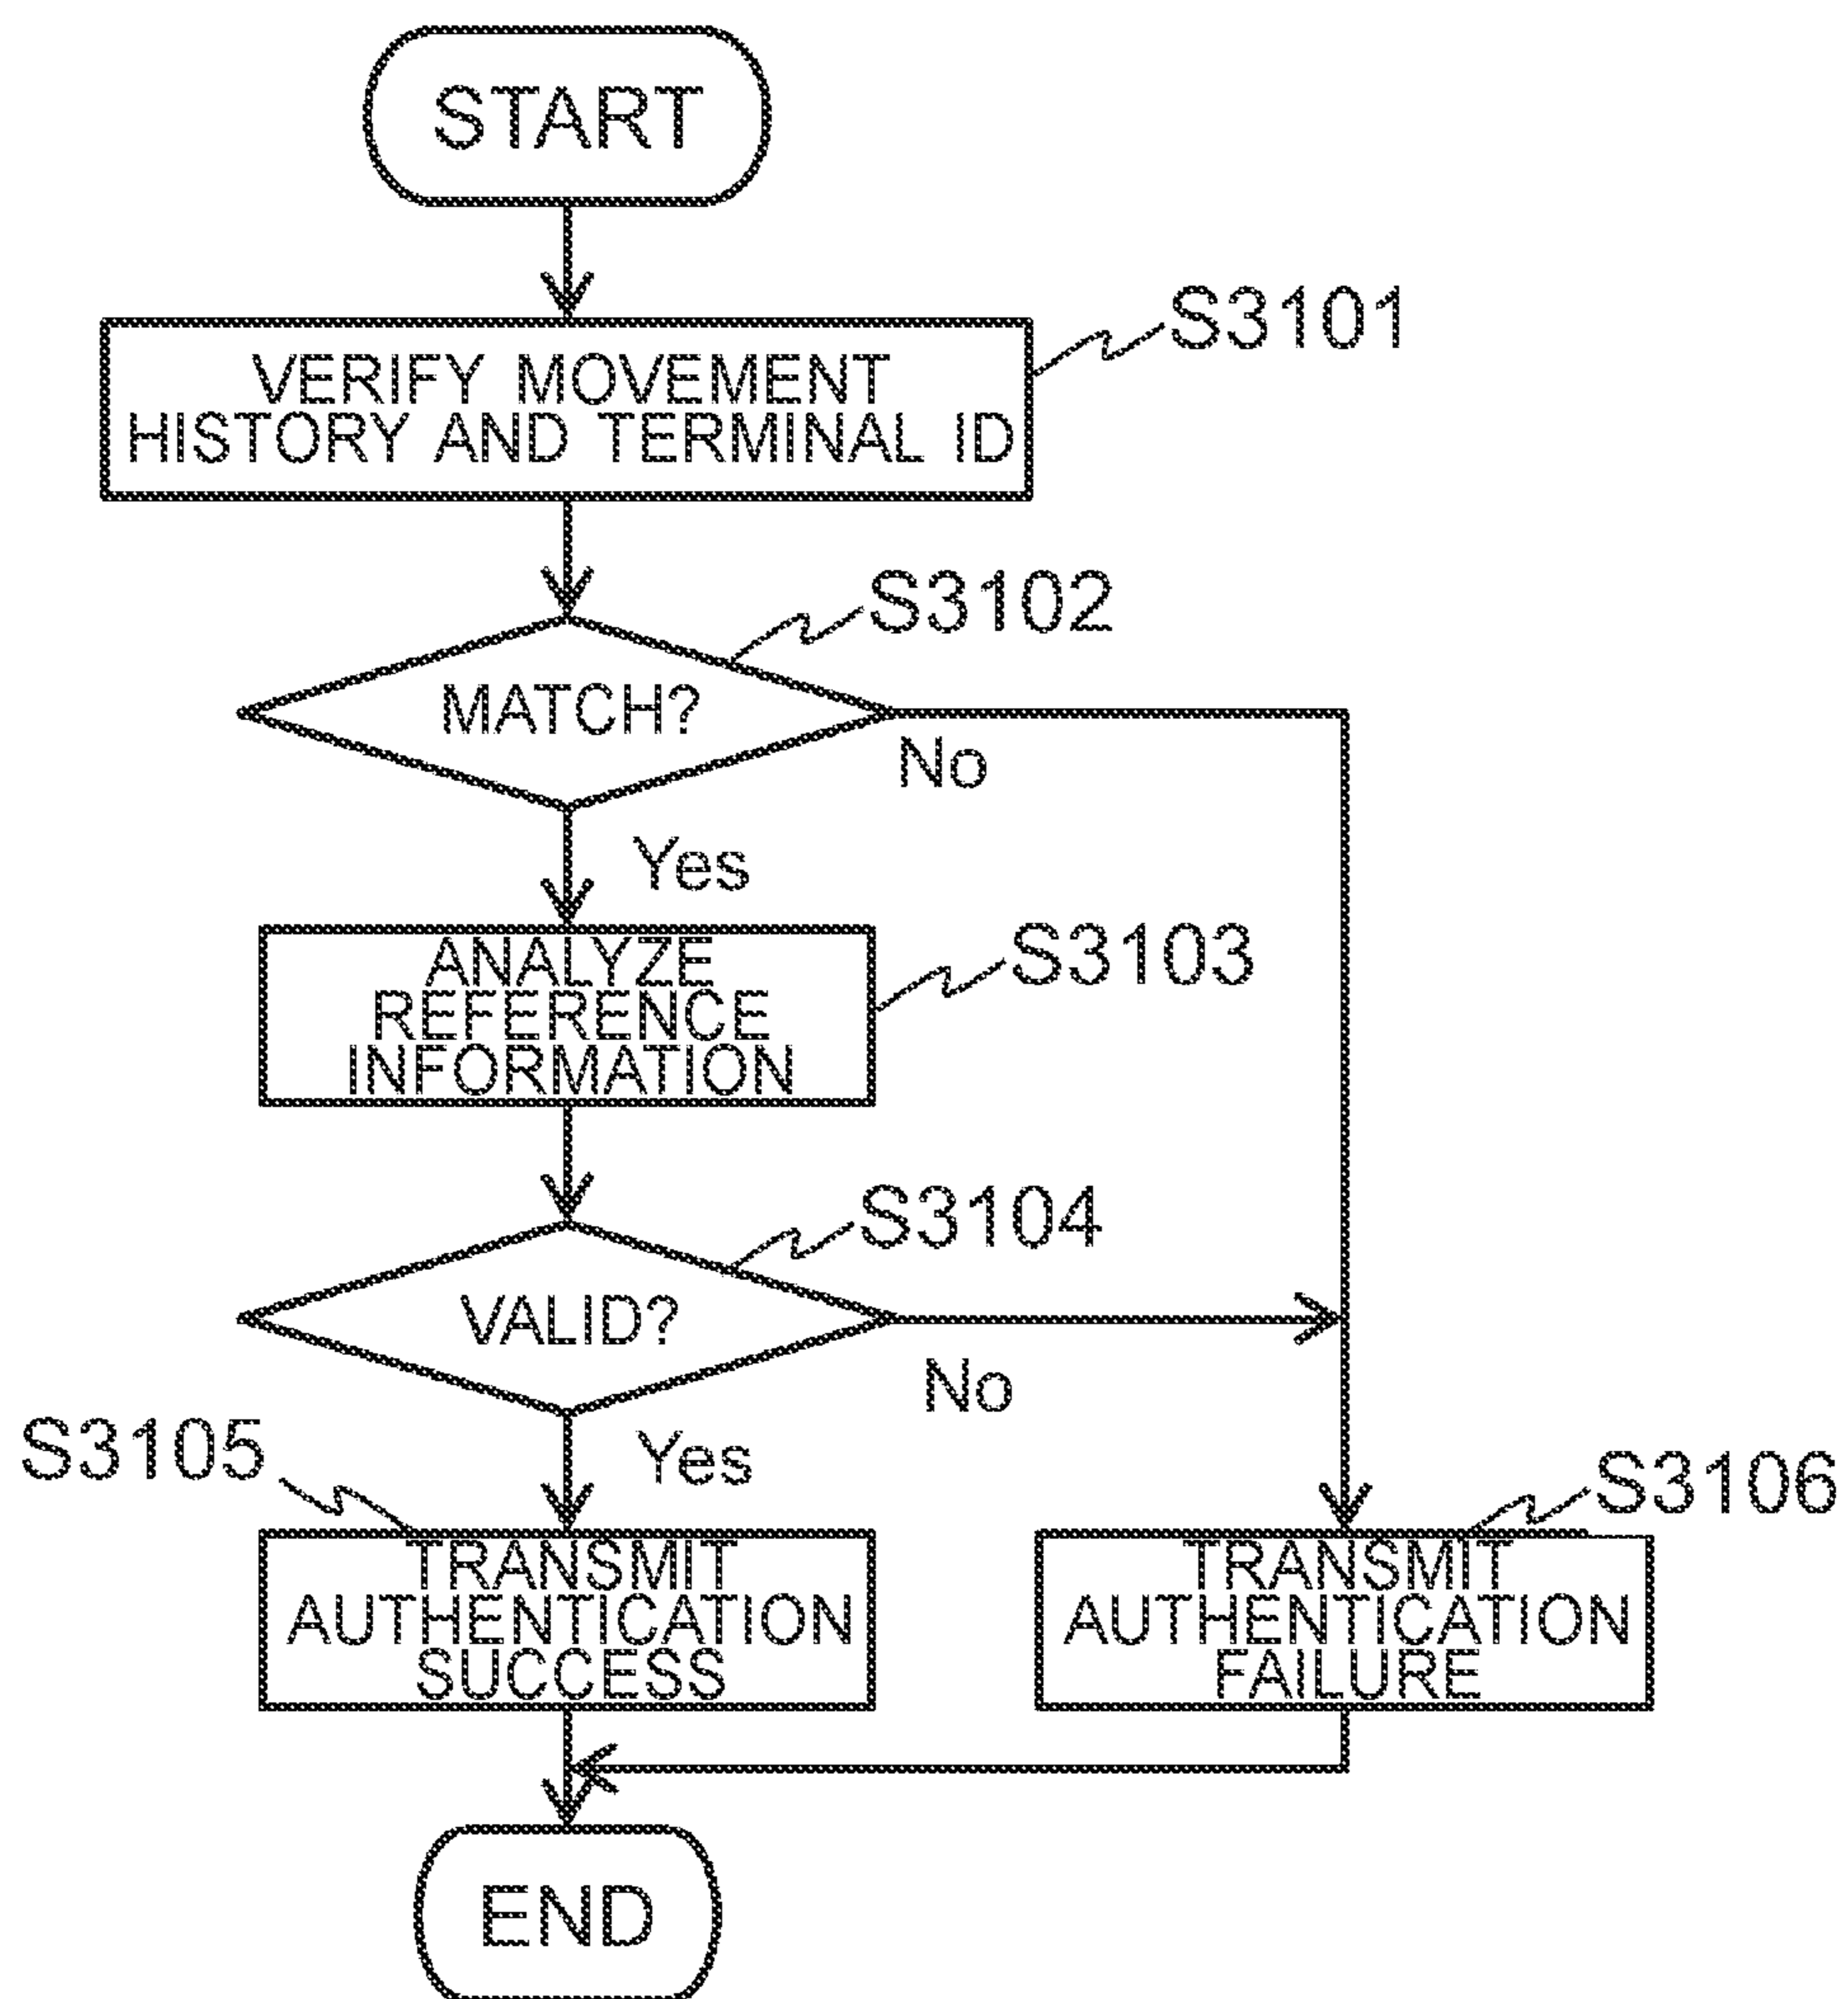 START
S3101
VERIFY MOVEMENT
HISTORY AND TERMINAL ID
S3102
MATCH?
No
Yes
S3103
ANALYZE
REFERENCE
INFORMATION
S3104
VALID?
No
Yes
S3105
S3106
TRANSMIT
AUTHENTICATION
SUCCESS
TRANSMIT
AUTHENTICATION
FAILURE
END